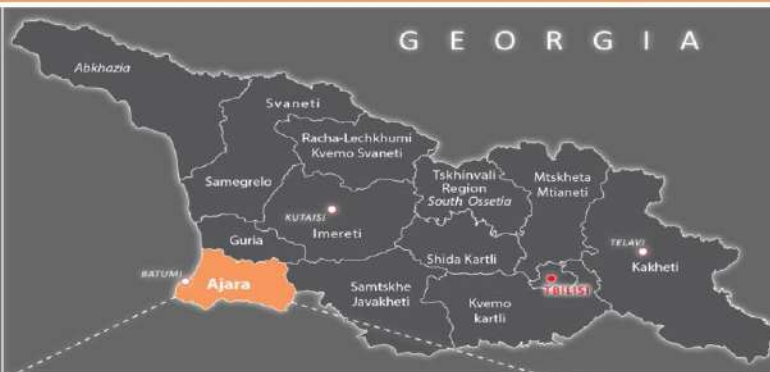 G E O R G I A
Abkhazia
Svaneti
Racha-Lechkhumi
Kvemo Svaneti
Tskhinvali
Region
South Ossetia
Mtskheta
Mtianeti
Samegrelo
KUTAISI
Imereti
Guria
TELAVI
Kakheti
Shida Kartli
BATUMI
Ajara
Samtskhe
Javakheti
TBILISI
Kvemo
kartli